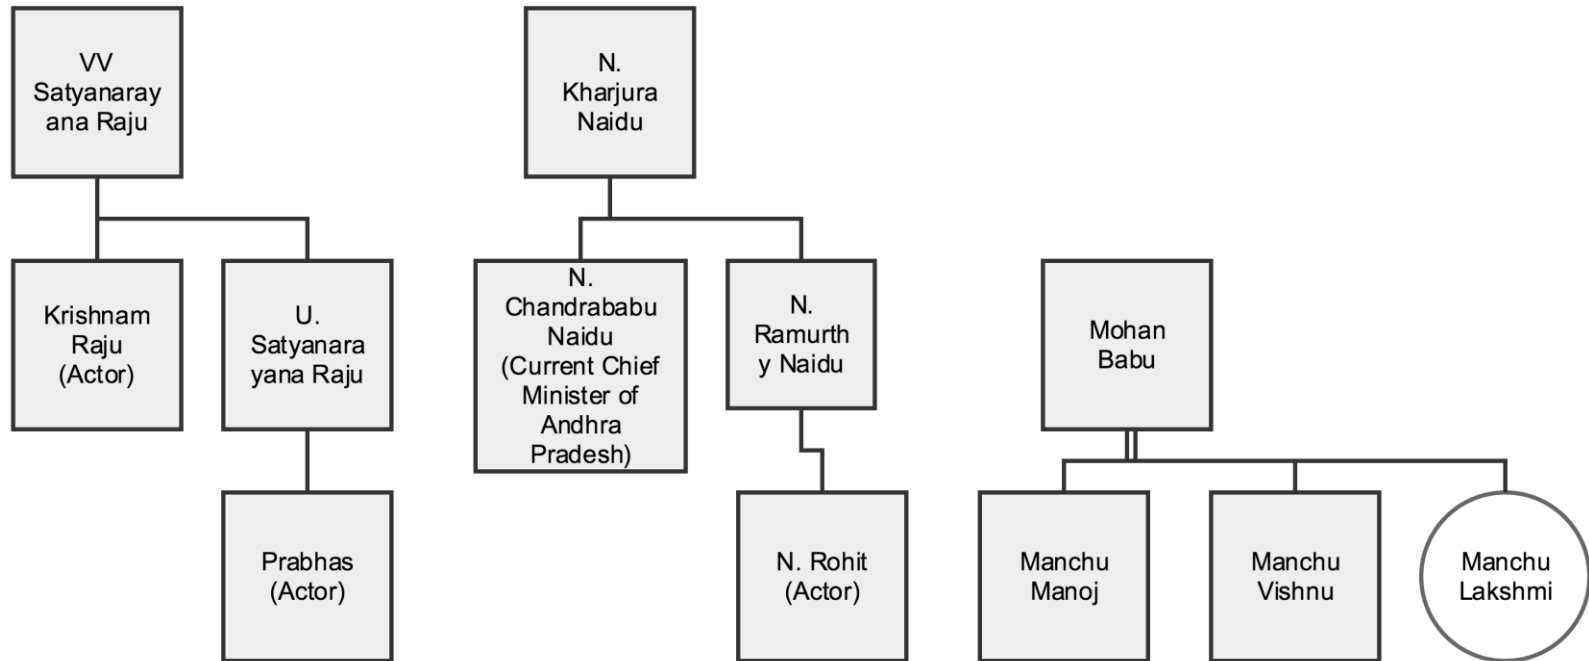 VV
Satyanaray
ana Raju
N.
Kharjura
Naidu
Krishnam
Raju
(Actor)
U.
Satyanara
yana Raju
N.
Chandrababu
Naidu
(Current Chief
Minister of
Andhra
Pradesh)
N.
Ramurth
y Naidu
Mohan
Babu
Prabhas
(Actor)
N. Rohit
(Actor)
Manchu
Manoj
Manchu
Vishnu
Manchu
Lakshmi